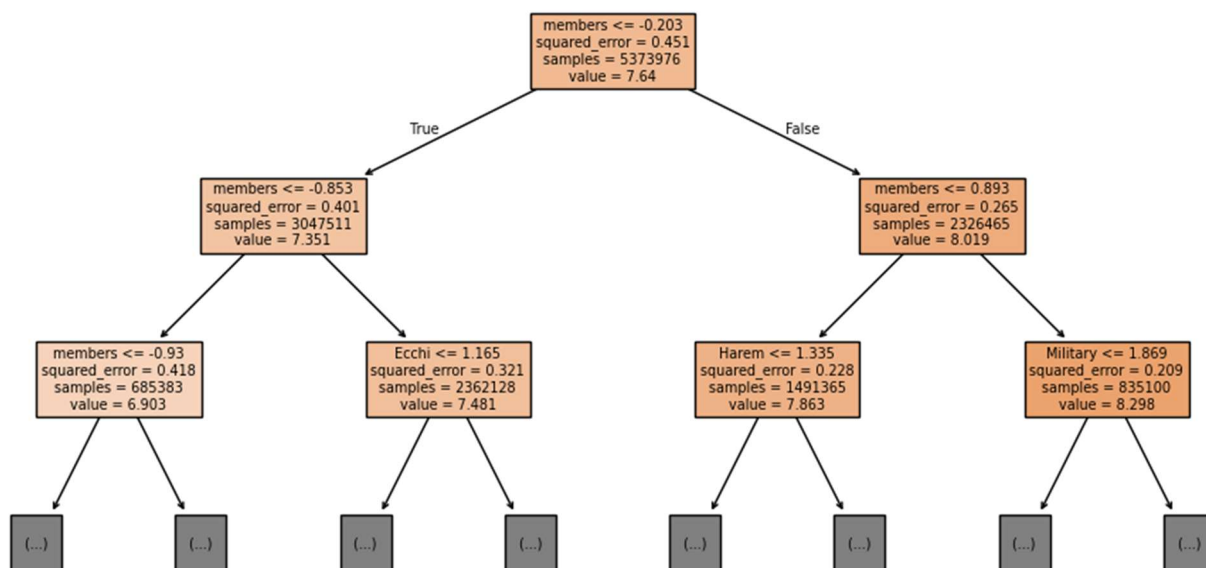 members <= -0.203
squared_error = 0.451
samples = 5373976
value = 7.64
True
False
members <= -0.853
squared_error = 0.401
samples = 3047511
value = 7.351
members <= 0.893
squared_error = 0.265
samples = 2326465
value = 8.019
members <= -0.93
squared_error = 0.418
samples = 685383
value = 6.903
Ecchi <= 1.165
squared_error = 0.321
samples = 2362128
value = 7.481
Harem <= 1.335
squared_error = 0.228
samples = 1491365
value = 7.863
Military <= 1.869
squared_error = 0.209
samples = 835100
value = 8.298
(...)
(...)
(...)
(...)
(...)
(...)
(...)
(...)